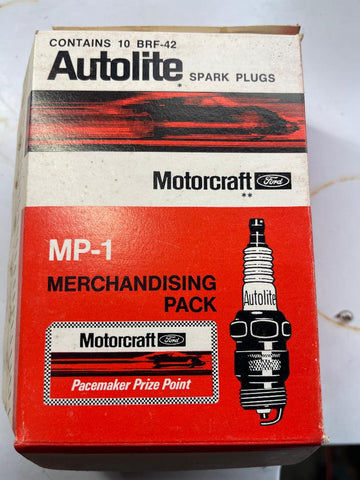 CONTAINS 10 BRF-42
Autolite* SPARK PLUGS
Motorcraft Ford
**
MP-1
MERCHANDISING
PACK
Autolite
Motorcraft Ford
Pacemaker Prize Point